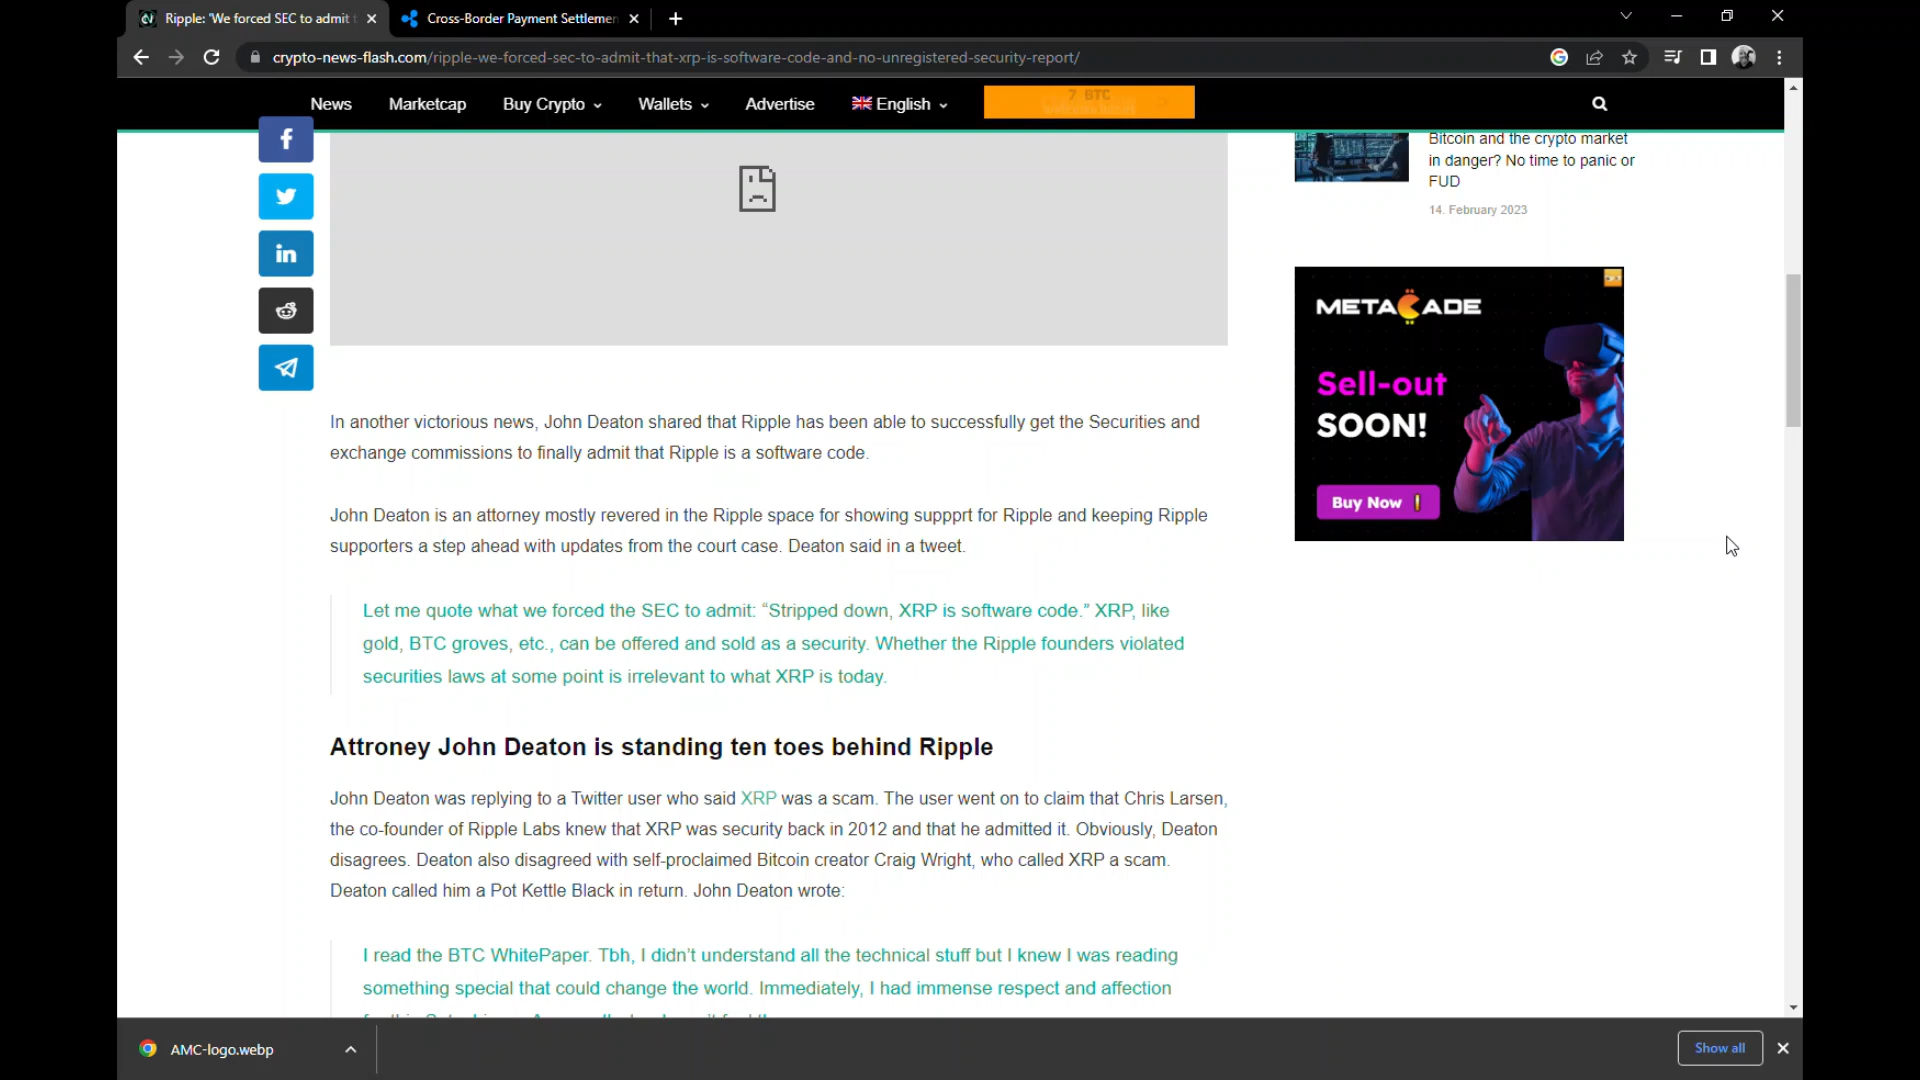 Ripple: 'We forced SEC to admit t
Cross-Border Payment Settlemen
crypto-news-flash.com/ripple-we-forced-sec-to-admit-that-xrp-is-software-code-and-no-unregistered-security-report/
News Marketcap Buy Crypto Wallets Advertise English 7 BTC
Bitcoin and the crypto market
in danger? No time to panic or
FUD
14. February 2023
METACADE
Sell-out
SOON!
Buy Now
In another victorious news, John Deaton shared that Ripple has been able to successfully get the Securities and
exchange commissions to finally admit that Ripple is a software code.
John Deaton is an attorney mostly revered in the Ripple space for showing suppprt for Ripple and keeping Ripple
supporters a step ahead with updates from the court case. Deaton said in a tweet.
Let me quote what we forced the SEC to admit: “Stripped down, XRP is software code.” XRP, like
gold, BTC groves, etc., can be offered and sold as a security. Whether the Ripple founders violated
securities laws at some point is irrelevant to what XRP is today.
Attroney John Deaton is standing ten toes behind Ripple
John Deaton was replying to a Twitter user who said XRP was a scam. The user went on to claim that Chris Larsen,
the co-founder of Ripple Labs knew that XRP was security back in 2012 and that he admitted it. Obviously, Deaton
disagrees. Deaton also disagreed with self-proclaimed Bitcoin creator Craig Wright, who called XRP a scam.
Deaton called him a Pot Kettle Black in return. John Deaton wrote:
I read the BTC WhitePaper. Tbh, I didn’t understand all the technical stuff but I knew I was reading
something special that could change the world. Immediately, I had immense respect and affection
AMC-logo.webp
Show all